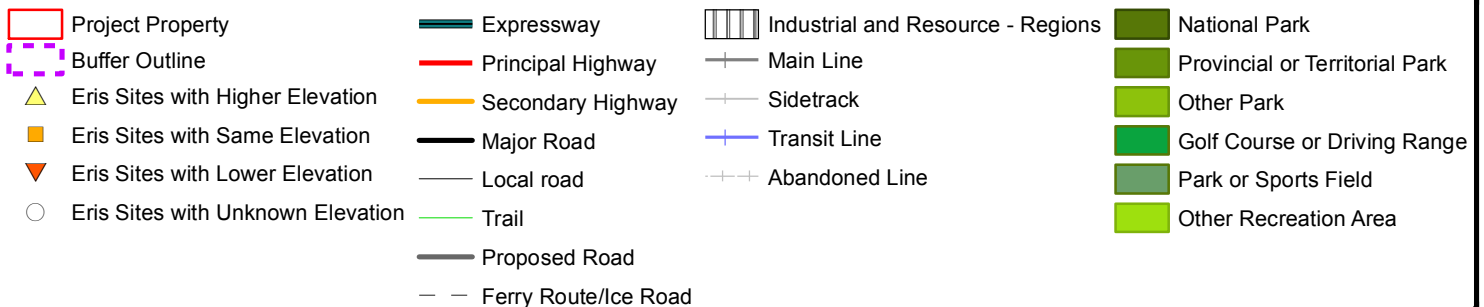 Project Property
Buffer Outline
Eris Sites with Higher Elevation
Eris Sites with Same Elevation
Eris Sites with Lower Elevation
Eris Sites with Unknown Elevation
Expressway
Principal Highway
Secondary Highway
Major Road
Local road
Trail
Proposed Road
Ferry Route/Ice Road
Industrial and Resource - Regions
Main Line
Sidetrack
Transit Line
Abandoned Line
National Park
Provincial or Territorial Park
Other Park
Golf Course or Driving Range
Park or Sports Field
Other Recreation Area